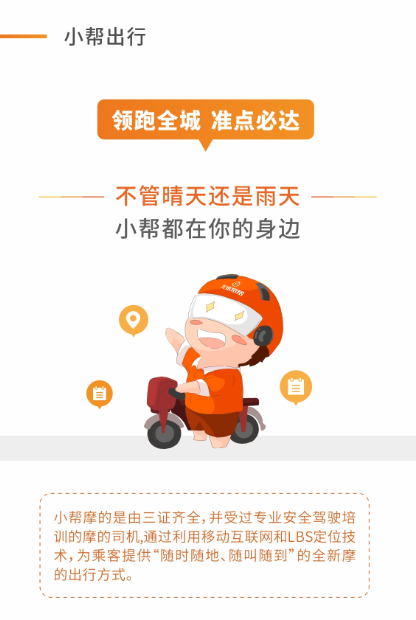 小帮出行
领跑全城 准点必达
不管晴天还是雨天
小帮都在你的身边
小帮摩的是由三证齐全,并受过专业安全驾驶培
训的摩的司机,通过利用移动互联网和LBS定位技
术,为乘客提供“随时随地、随叫随到”的全新摩
的出行方式。